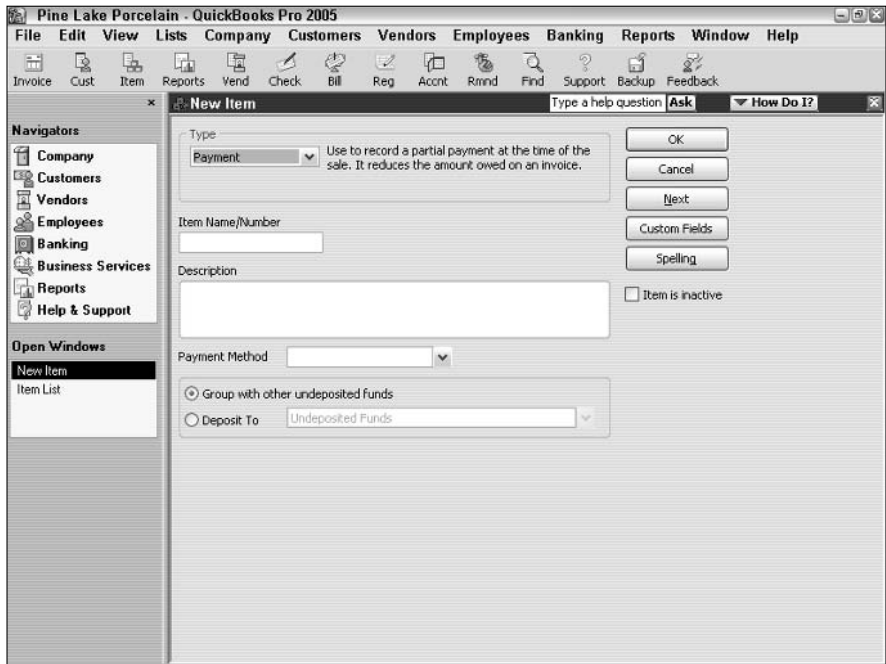 Pine Lake Porcelain - QuickBooks Pro 2005
File Edit View Lists Company Customers Vendors Employees Banking Reports Window Help
Invoice Cust Item Reports Vend Check Bill Reg Accnt Rmnd Find Support Backup Feedback
New Item Type a help question Ask How Do I?
Navigators
Company
Customers
Vendors
Employees
Banking
Business Services
Reports
Help & Support
Open Windows
New Item
Item List
Type
Payment
Use to record a partial payment at the time of the
sale. It reduces the amount owed on an invoice.
Item Name/Number
Description
Payment Method
Group with other undeposited funds
Deposit To Undeposited Funds
OK
Cancel
Next
Custom Fields
Spelling
Item is inactive